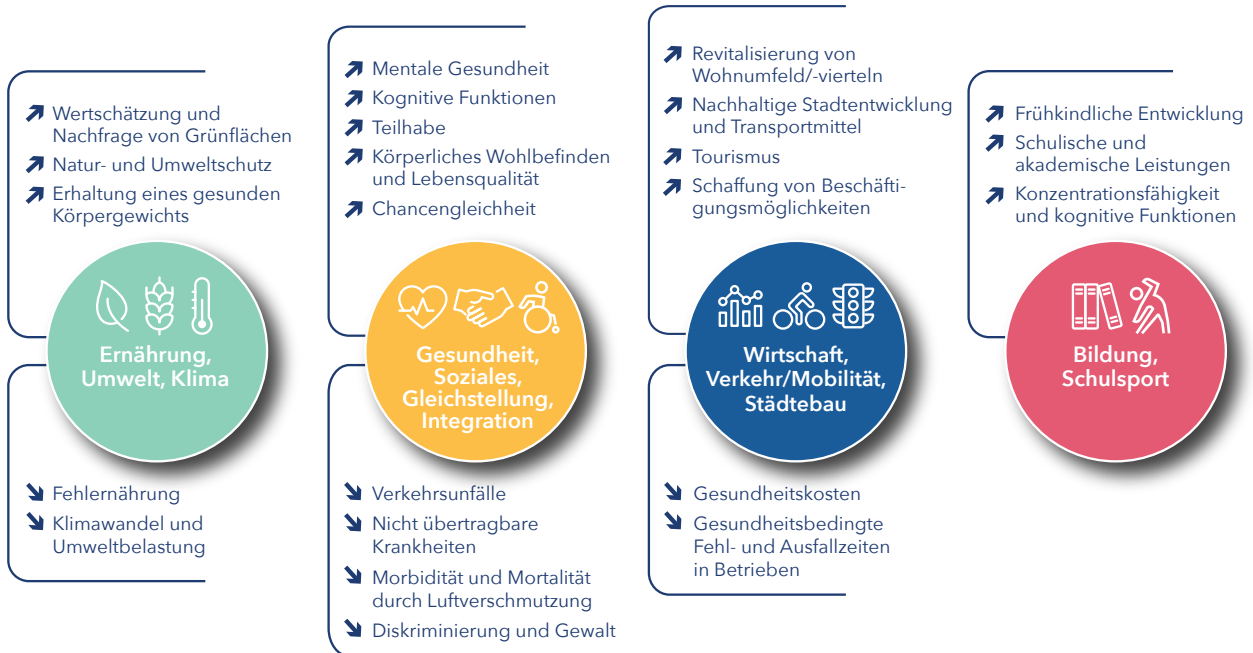 Wertschätzung und
Nachfrage von Grünflächen
Natur- und Umweltschutz
Erhaltung eines gesunden
Körpergewichts
Ernährung,
Umwelt, Klima
Fehlernährung
Klimawandel und
Umweltbelastung
Mentale Gesundheit
Kognitive Funktionen
Teilhabe
Körperliches Wohlbefinden
und Lebensqualität
Chancengleichheit
Gesundheit,
Soziales,
Gleichstellung,
Integration
Verkehrsunfälle
Nicht übertragbare
Krankheiten
Morbidität und Mortalität
durch Luftverschmutzung
Diskriminierung und Gewalt
Revitalisierung von
Wohnumfeld/-vierteln
Nachhaltige Stadtentwicklung
und Transportmittel
Tourismus
Schaffung von Beschäfti-
gungsmöglichkeiten
Wirtschaft,
Verkehr/Mobilität,
Städtebau
Gesundheitskosten
Gesundheitsbedingte
Fehl- und Ausfallzeiten
in Betrieben
Frühkindliche Entwicklung
Schulische und
akademische Leistungen
Konzentrationsfähigkeit
und kognitive Funktionen
Bildung,
Schulsport